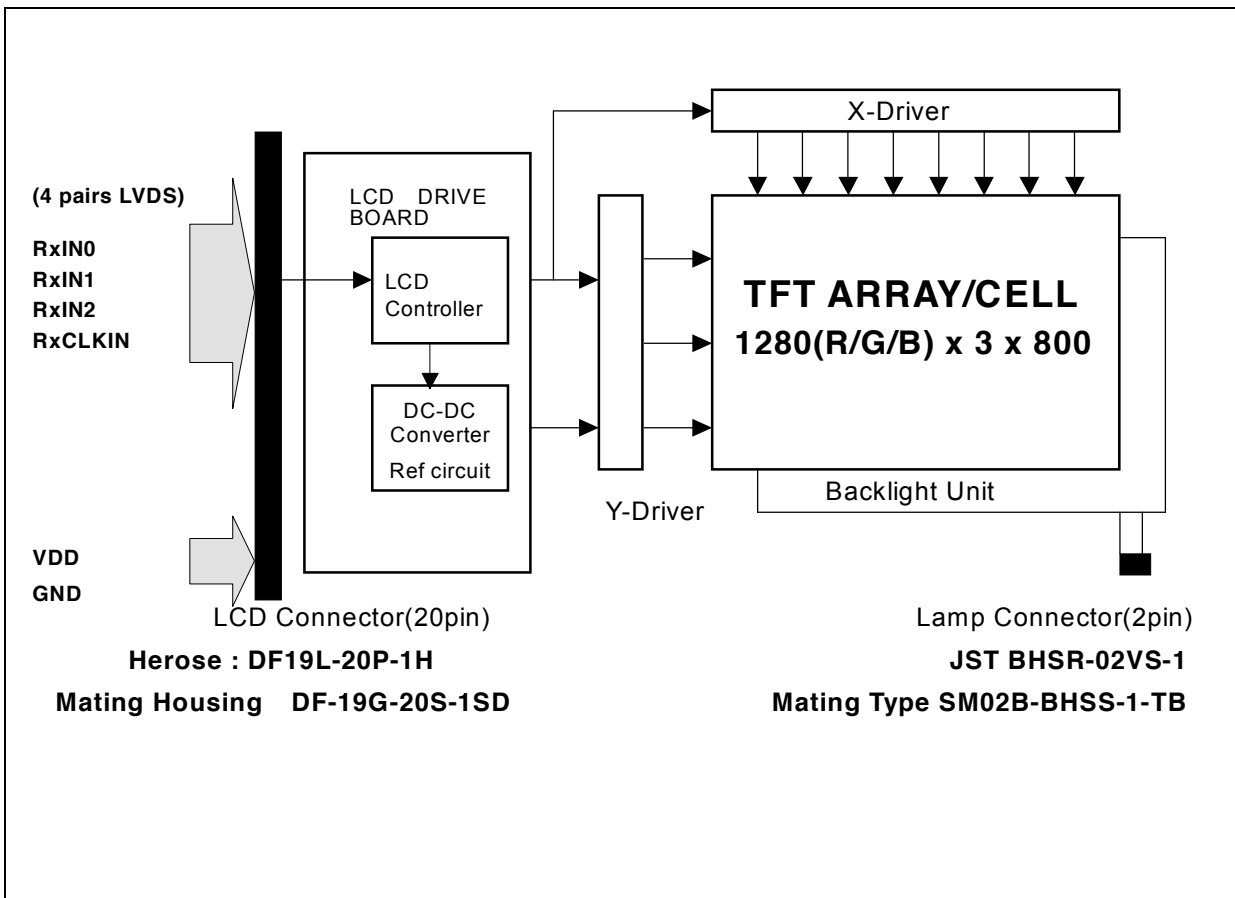 X-Driver
(4 pairs LVDS)
RxIN0
RxIN1
RxIN2
RxCLKIN
LCD DRIVE
BOARD
LCD
Controller
DC-DC
Converter
Ref circuit
TFT ARRAY/CELL
1280(R/G/B) x 3 x 800
Backlight Unit
Y-Driver
VDD
GND
LCD Connector(20pin)
Herose : DF19L-20P-1H
Mating Housing DF-19G-20S-1SD
Lamp Connector(2pin)
JST BHSR-02VS-1
Mating Type SM02B-BHSS-1-TB